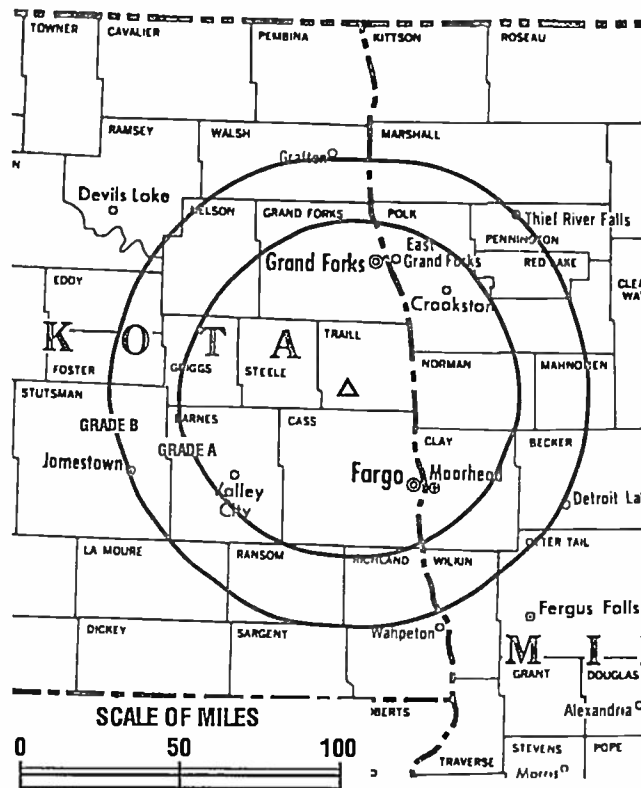 TOWNER CAVALIER PEMBINA KITTSON ROSEAU
RAMSEY WALSH MARSHALL
Grafton
N
Devils Lake
NELSON GRAND FORKS POLK
Thief River Falls
PENNINGTON
East
Grand Forks
Grand Forks
RED LAKE
Crookston
CLEA
WAT
EDDY
K O T A
TRAILL
FOSTER GRIGGS STEELE NORMAN MAHNOMEN
STUTSMAN
BARNES CASS
GRADE B
GRADE A
CLAY BECKER
Jamestown
Valley
City
Fargo Moorhead
Detroit La
OTTER TAIL
LA MOURE RANSOM RICHLAND WILKIN
Fergus Falls
DICKEY SARGENT Wahpeton
M I
GRANT DOUGLAS
SCALE OF MILES
0 50 100
OBERTS
Alexandria
TRAVERSE STEVENS POPE
Morris